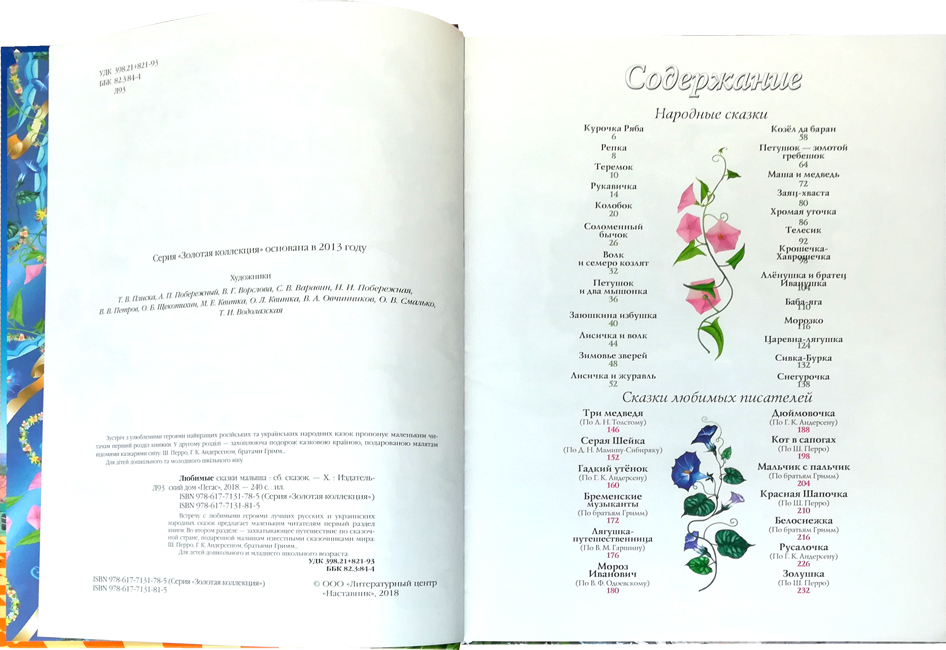 УДК 398.21+821-93
ББК 82.3.84-4
Л93
Серия «Золотая коллекция» основана в 2013 году
Художники
Т. В. Плиска, А. П. Побережный, В. Г. Ворслова, С. В. Варавин, Н. И. Побережная,
В. В. Петров, О. Б. Щекотихин, М. Е. Квитка, О. Л. Квитка, В. А. Овчинников, О. В. Смалько,
Т. И. Водолазская
Зустріч з улюбленими героями найкращих російських та українських народних казок пропонує маленьким чи-
тачам перший розділ книжки. У другому розділі – захоплююча подорож казковою країною, подарованою малятам
відомими казкарями світу: Ш. Перро, Г. К. Андерсеном, братами Грімм..
Для дітей дошкільного та молодшого шкільного віку.
Любимые сказки малыша : сб. сказок. — Х. : Издатель-
Л93 ский дом «Пегас», 2018. — 240 с. . ил.
ISBN 978-617-7131-78-5 (Серия «Золотая коллекция»)
ISBN 978-617-7131-81-5
Встречу с любимыми героями лучших русских и украинских
народных сказок предлагает маленьким читателям первый раздел
книги. Во втором разделе — захватывающее путешествие по сказоч-
ной стране, подаренной малышам известными сказочниками мира:
Ш. Перро, Г. К. Андерсеном, братьями Гримм..
Для детей дошкольного и младшего школьного возраста
УДК 398.21+821-93
ББК 82.3.84-4
ISBN 978-617-7131-78-5 (Серия «Золотая коллекция»)
ISBN 978-617-7131-81-5
© ООО «Литературный центр
«Наставник», 2018
Содержание
Народные сказки
Курочка Ряба
6
Репка
8
Теремок
10
Рукавичка
14
Колобок
20
Соломенный
бычок
26
Волк
и семеро козлят
32
Петушок
и два мышонка
36
Заюшкина избушка
40
Лисичка и волк
44
Зимовье зверей
48
Лисичка и журавль
52
Козёл да баран
58
Петушок — золотой
гребешок
64
Маша и медведь
72
Заяц-хваста
80
Хромая уточка
86
Телесик
92
Крошечка-
Хаврошечка
98
Алёнушка и братец
Иванушка
104
Баба-яга
110
Морозко
116
Царевна-лягушка
124
Сивка-Бурка
132
Снегурочка
138
Сказки любимых писателей
Три медведя
(По Л. Н. Толстому)
146
Серая Шейка
(По Д. Н. Мамину-Сибиряку)
152
Гадкий утёнок
(По Г. К. Андерсену)
160
Бременские
музыканты
(По братьям Гримм)
172
Лягушка-
путешественница
(По В. М. Гаршину)
176
Мороз
Иванович
(По В. Ф. Одоевскому)
180
Дюймовочка
(По Г. К. Андерсену)
188
Кот в сапогах
(По Ш. Перро)
198
Мальчик с пальчик
(По братьям Гримм)
204
Красная Шапочка
(По Ш. Перро)
210
Белоснежка
(По братьям Гримм)
216
Русалочка
(По Г. К. Андерсену)
226
Золушка
(По Ш. Перро)
232